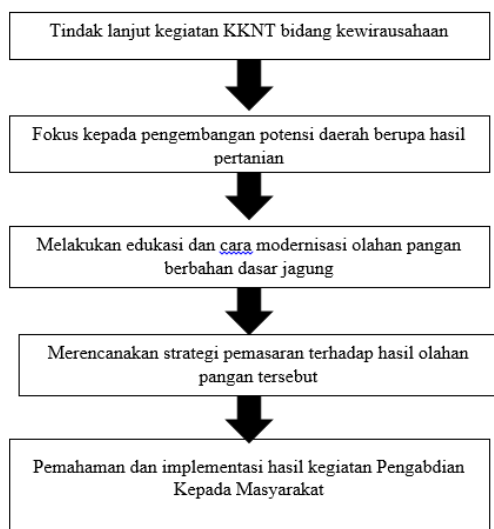 Tindak lanjut kegiatan KKNT bidang kewirausahaan
Fokus kepada pengembangan potensi daerah berupa hasil
pertanian
Melakukan edukasi dan cara modernisasi olahan pangan
berbahan dasar jagung
Merencanakan strategi pemasaran terhadap hasil olahan
pangan tersebut
Pemahaman dan implementasi hasil kegiatan Pengabdian
Kepada Masyarakat